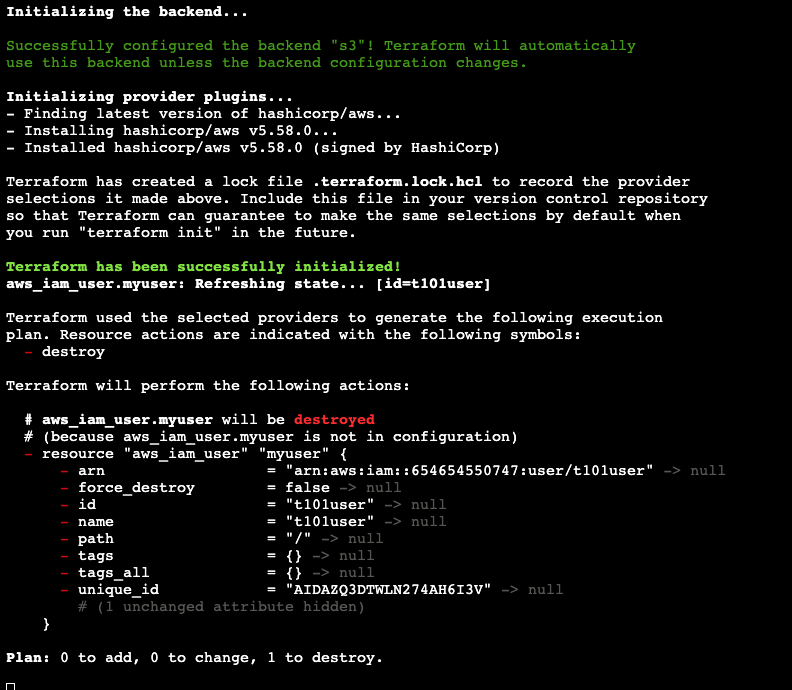 Initializing the backend...
Successfully configured the backend "s3"! Terraform will automatically
use this backend unless the backend configuration changes.
Initializing provider plugins...
- Finding latest version of hashicorp/aws...
- Installing hashicorp/aws v5.58.0...
- Installed hashicorp/aws v5.58.0 (signed by HashiCorp)
Terraform has created a lock file .terraform.lock.hcl to record the provider
selections it made above. Include this file in your version control repository
so that Terraform can guarantee to make the same selections by default when
you run "terraform init" in the future.
Terraform has been successfully initialized!
aws_iam_user.myuser: Refreshing state... [id=t101user]
Terraform used the selected providers to generate the following execution
plan. Resource actions are indicated with the following symbols:
- destroy
Terraform will perform the following actions:
# aws_iam_user.myuser will be destroyed
# (because aws_iam_user.myuser is not in configuration)
- resource "aws_iam_user" "myuser" {
- arn = "arn:aws:iam::654654550747:user/t101user" -> null
- force_destroy = false -> null
- id = "t101user" -> null
- name = "t101user" -> null
- path = "/" -> null
- tags = {} -> null
- tags_all = {} -> null
- unique_id = "AIDAZQ3DTWLN274AH6I3V" -> null
# (1 unchanged attribute hidden)
}
Plan: 0 to add, 0 to change, 1 to destroy.